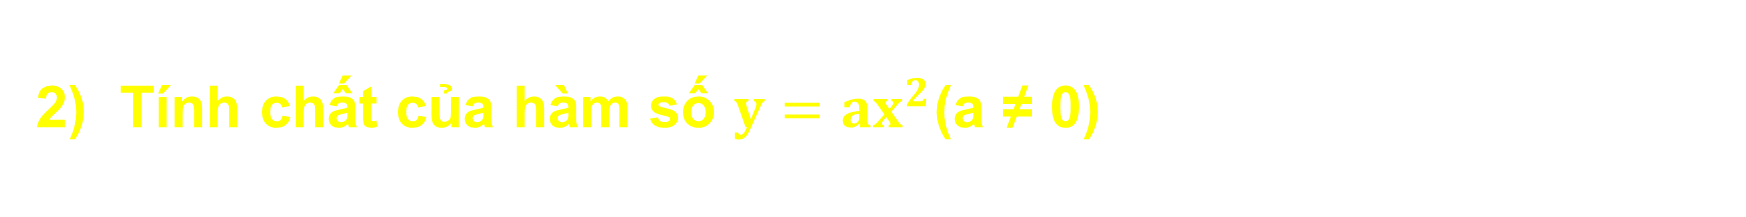 2) Tính chất của hàm số y = ax²(a ≠ 0)